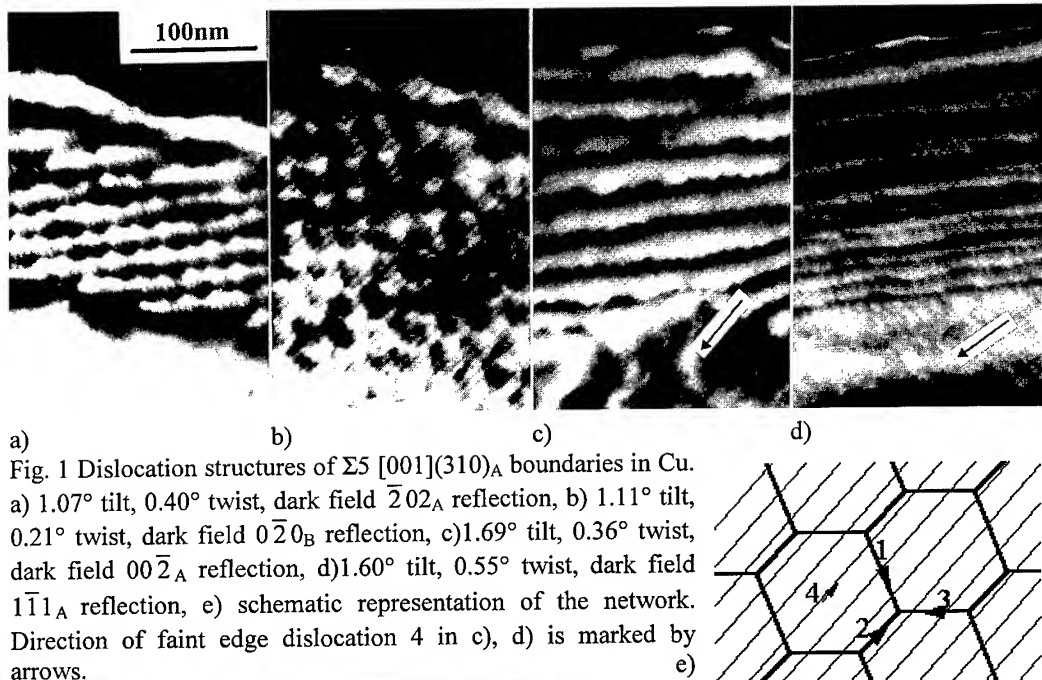 100nm
a) b) c) d)
Fig. 1 Dislocation structures of Σ5 [001](310)A boundaries in Cu.
a) 1.07° tilt, 0.40° twist, dark field 2̄02A reflection, b) 1.11° tilt,
0.21° twist, dark field 02̄0B reflection, c)1.69° tilt, 0.36° twist,
dark field 002̄A reflection, d)1.60° tilt, 0.55° twist, dark field
11̄1A reflection, e) schematic representation of the network.
Direction of faint edge dislocation 4 in c), d) is marked by
arrows.
e)
1
4
3
2